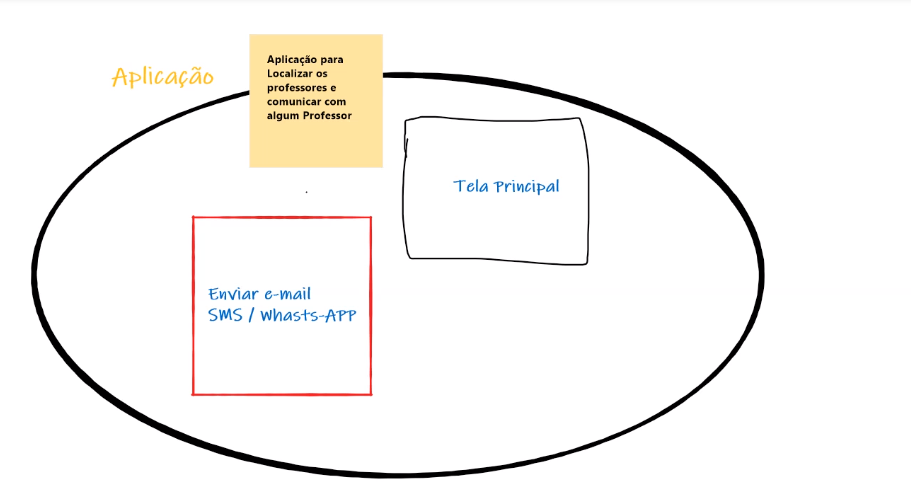 Aplicação
Aplicação para
Localizar os
professores e
comunicar com
algum Professor
Tela Principal
Enviar e-mail
SMS / Whasts-APP